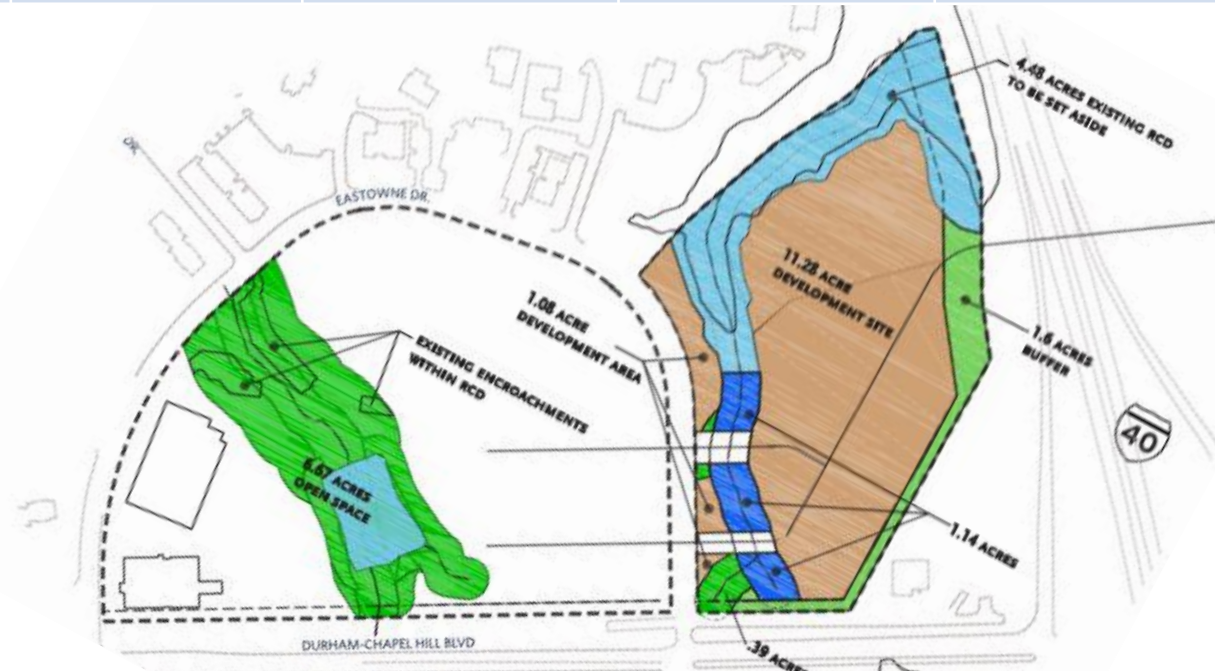 4.48 ACRES EXISTING RCD
TO BE SET ASIDE
DR.
EASTOWNE DR.
11.28 ACRE
DEVELOPMENT SITE
1.08 ACRE
DEVELOPMENT AREA
1.6 ACRES
BUFFER
EXISTING ENCROACHMENTS
WITHIN RCD
40
6.67 ACRES
OPEN SPACE
1.14 ACRES
DURHAM-CHAPEL HILL BLVD
.39 ACRES